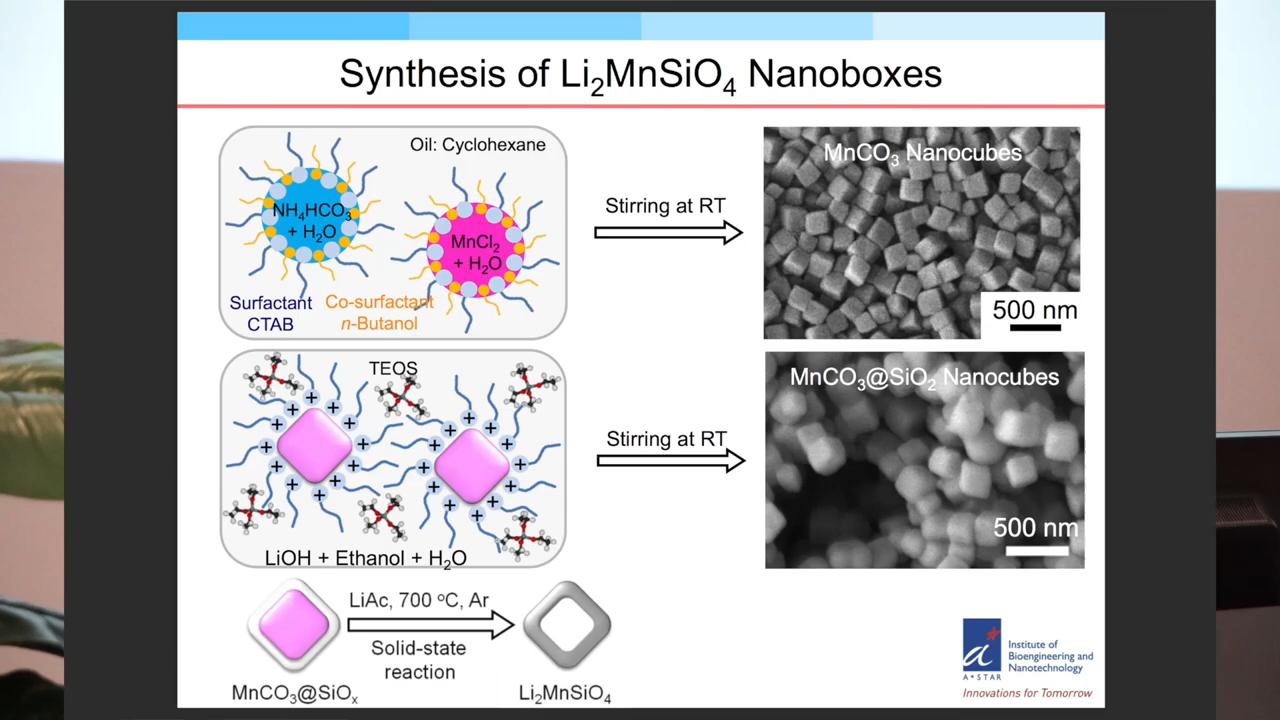 Synthesis of Li₂MnSiO₄ Nanoboxes
Oil: Cyclohexane
NH₄HCO₃
+ H₂O
MnCl₂
+ H₂O
Surfactant
CTAB
Co-surfactant
n-Butanol
Stirring at RT
MnCO₃ Nanocubes
500 nm
TEOS
+ + + + + + + + + + + +
+ + + + + + + + + + + +
LiOH + Ethanol + H₂O
Stirring at RT
MnCO₃@SiO₂ Nanocubes
500 nm
LiAc, 700 ºC, Ar
Solid-state
reaction
MnCO₃@SiOₓ
Li₂MnSiO₄
A*STAR
Institute of
Bioengineering and
Nanotechnology
Innovations for Tomorrow